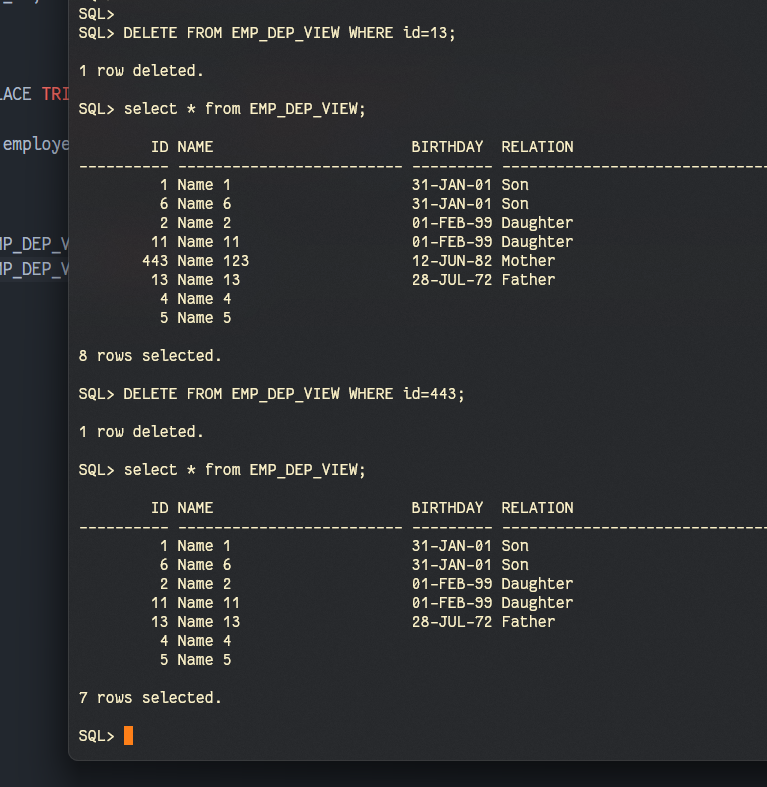 SQL>
SQL> DELETE FROM EMP_DEP_VIEW WHERE id=13;
1 row deleted.
LACE TRI
SQL> select * from EMP_DEP_VIEW;
employe
ID NAME BIRTHDAY RELATION
---------- ------------------------- --------- ------------------------------
1 Name 1 31-JAN-01 Son
6 Name 6 31-JAN-01 Son
2 Name 2 01-FEB-99 Daughter
11 Name 11 01-FEB-99 Daughter
MP_DEP_V
443 Name 123 12-JUN-82 Mother
MP_DEP_V
13 Name 13 28-JUL-72 Father
4 Name 4
5 Name 5
8 rows selected.
SQL> DELETE FROM EMP_DEP_VIEW WHERE id=443;
1 row deleted.
SQL> select * from EMP_DEP_VIEW;
ID NAME BIRTHDAY RELATION
---------- ------------------------- --------- ------------------------------
1 Name 1 31-JAN-01 Son
6 Name 6 31-JAN-01 Son
2 Name 2 01-FEB-99 Daughter
11 Name 11 01-FEB-99 Daughter
13 Name 13 28-JUL-72 Father
4 Name 4
5 Name 5
7 rows selected.
SQL>